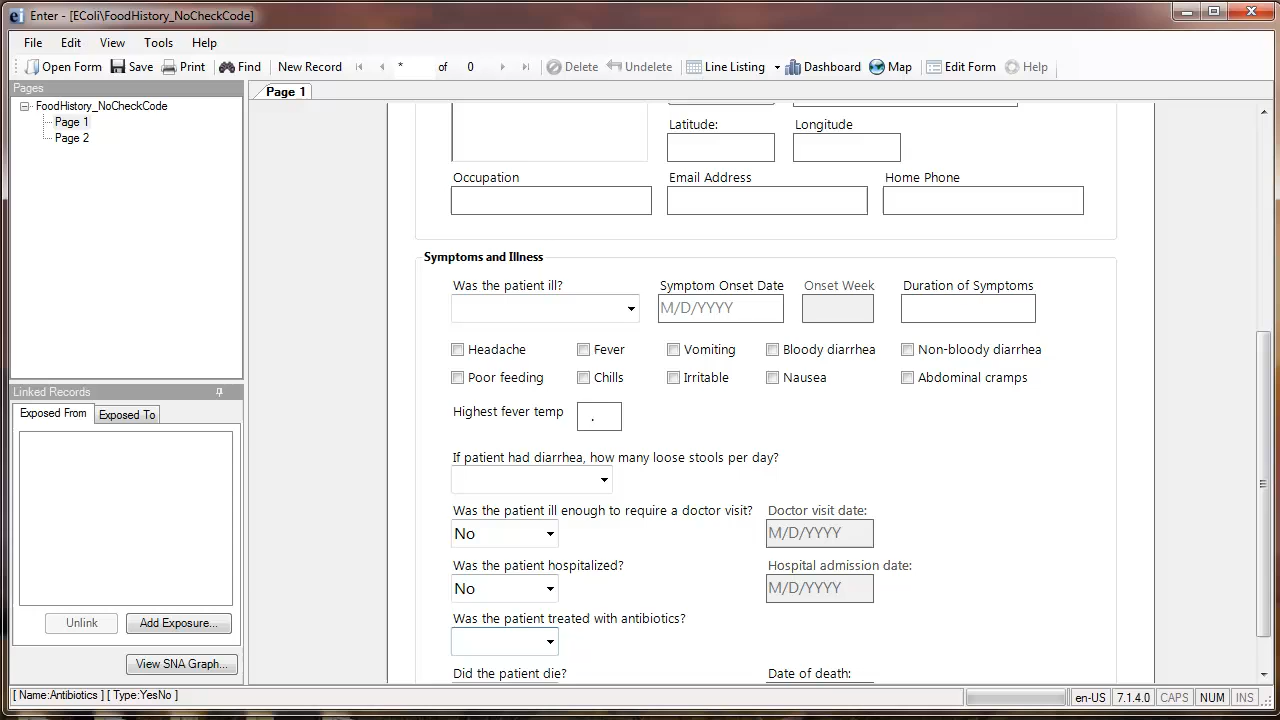 Enter - [EColi\FoodHistory_NoCheckCode]
File Edit View Tools Help
Open Form Save Print Find New Record * of 0 Delete Undelete Line Listing Dashboard Map Edit Form Help
Pages
FoodHistory_NoCheckCode
Page 1
Page 2
Linked Records
Exposed From Exposed To
Unlink Add Exposure...
View SNA Graph...
Page 1
Latitude: Longitude
Occupation Email Address Home Phone
Symptoms and Illness
Was the patient ill? Symptom Onset Date Onset Week Duration of Symptoms
M/D/YYYY
Headache Fever Vomiting Bloody diarrhea Non-bloody diarrhea
Poor feeding Chills Irritable Nausea Abdominal cramps
Highest fever temp .
If patient had diarrhea, how many loose stools per day?
Was the patient ill enough to require a doctor visit? Doctor visit date:
No M/D/YYYY
Was the patient hospitalized? Hospital admission date:
No M/D/YYYY
Was the patient treated with antibiotics?
Did the patient die? Date of death:
[ Name:Antibiotics ] [ Type:YesNo ] en-US 7.1.4.0 CAPS NUM INS